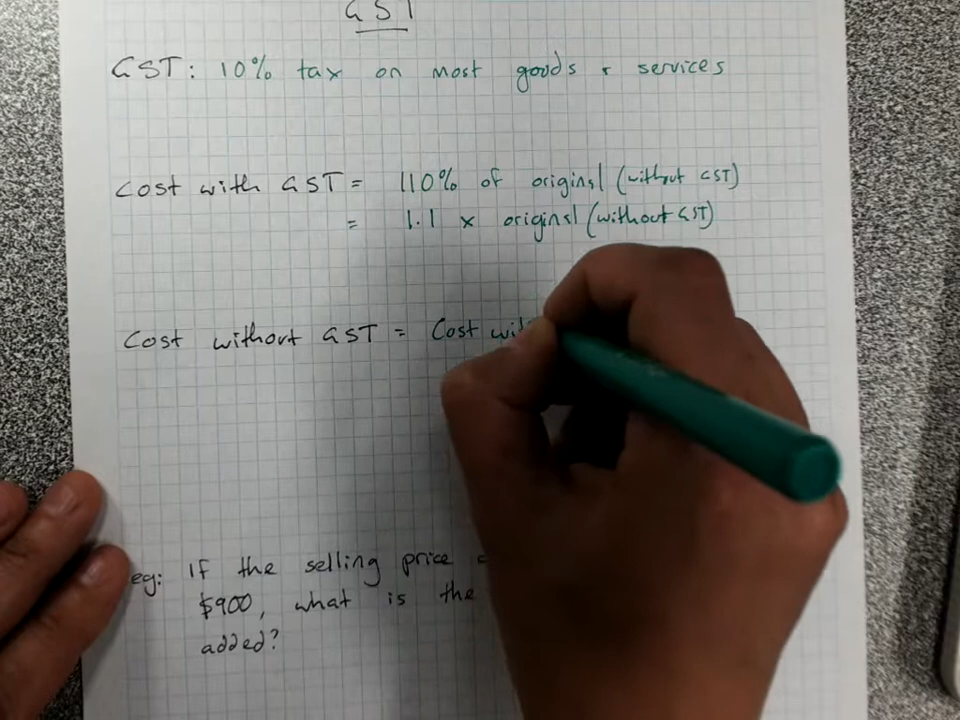 GST
GST: 10% tax on most goods + services
Cost with GST = 110% of original (without GST)
= 1.1 x original (without GST)
Cost without GST = Cost
eg: If the selling price
$900, what is the
added?